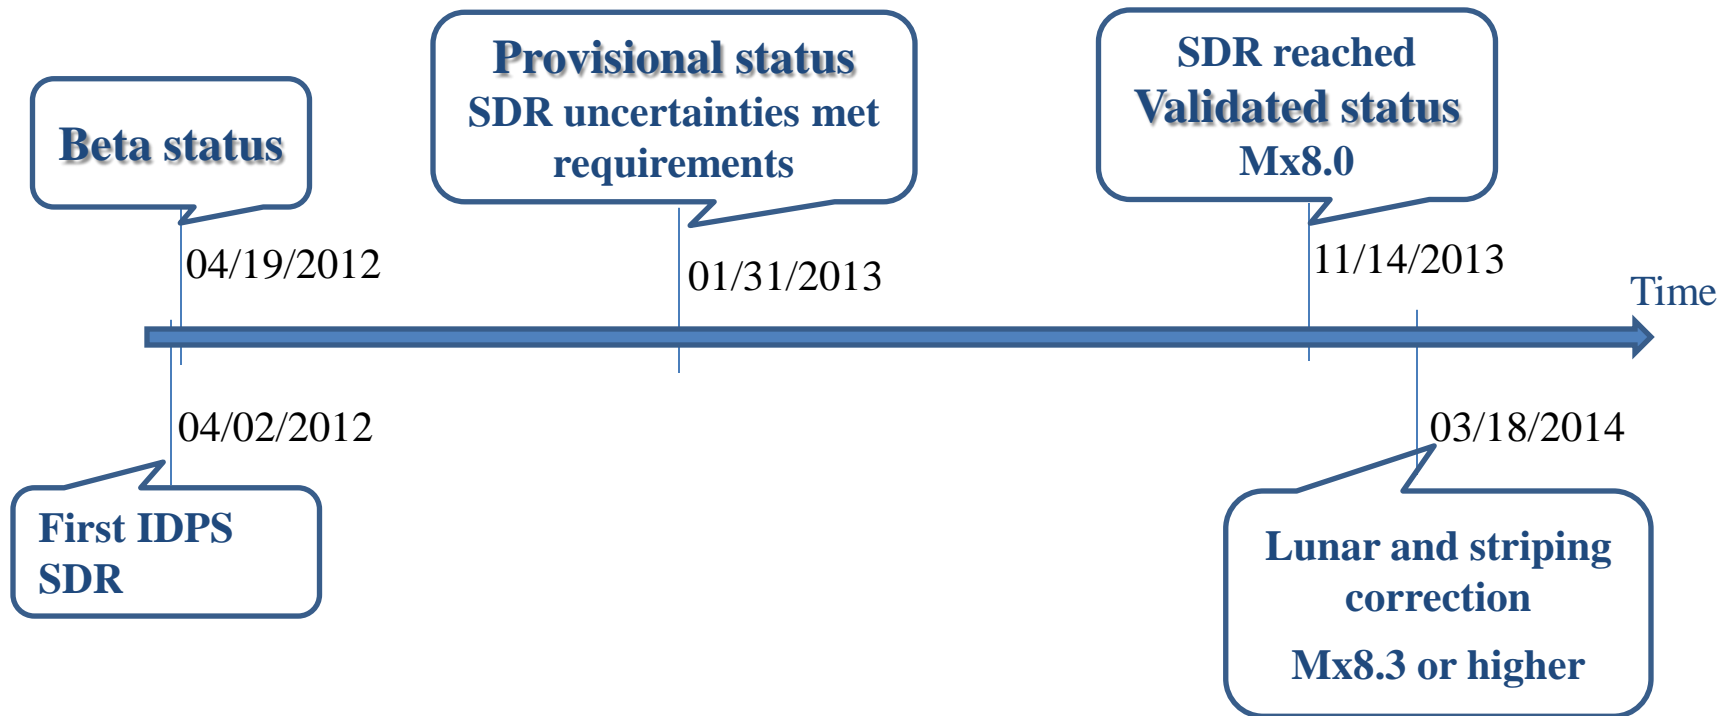 Beta status
Provisional status
SDR uncertainties met
requirements
SDR reached
Validated status
Mx8.0
04/19/2012
01/31/2013
11/14/2013
Time
04/02/2012
03/18/2014
First IDPS
SDR
Lunar and striping
correction
Mx8.3 or higher